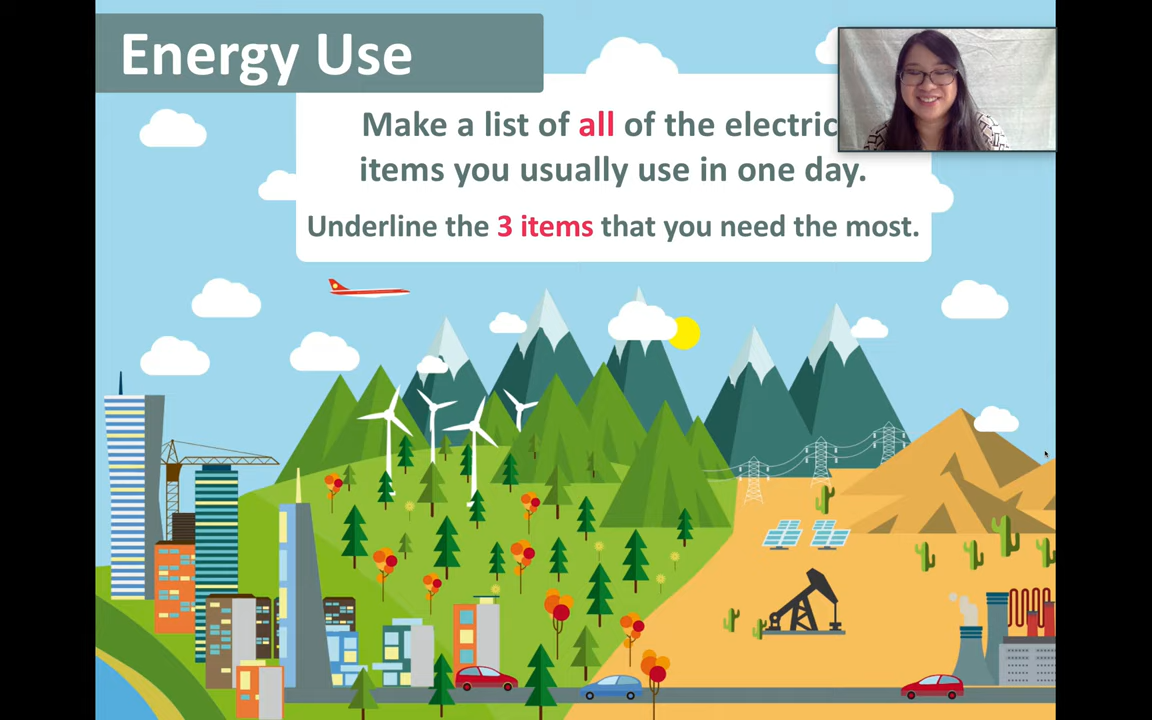 Energy Use
Make a list of all of the electric
items you usually use in one day.
Underline the 3 items that you need the most.